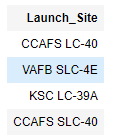 Launch_Site
CCAFS LC-40
VAFB SLC-4E
KSC LC-39A
CCAFS SLC-40